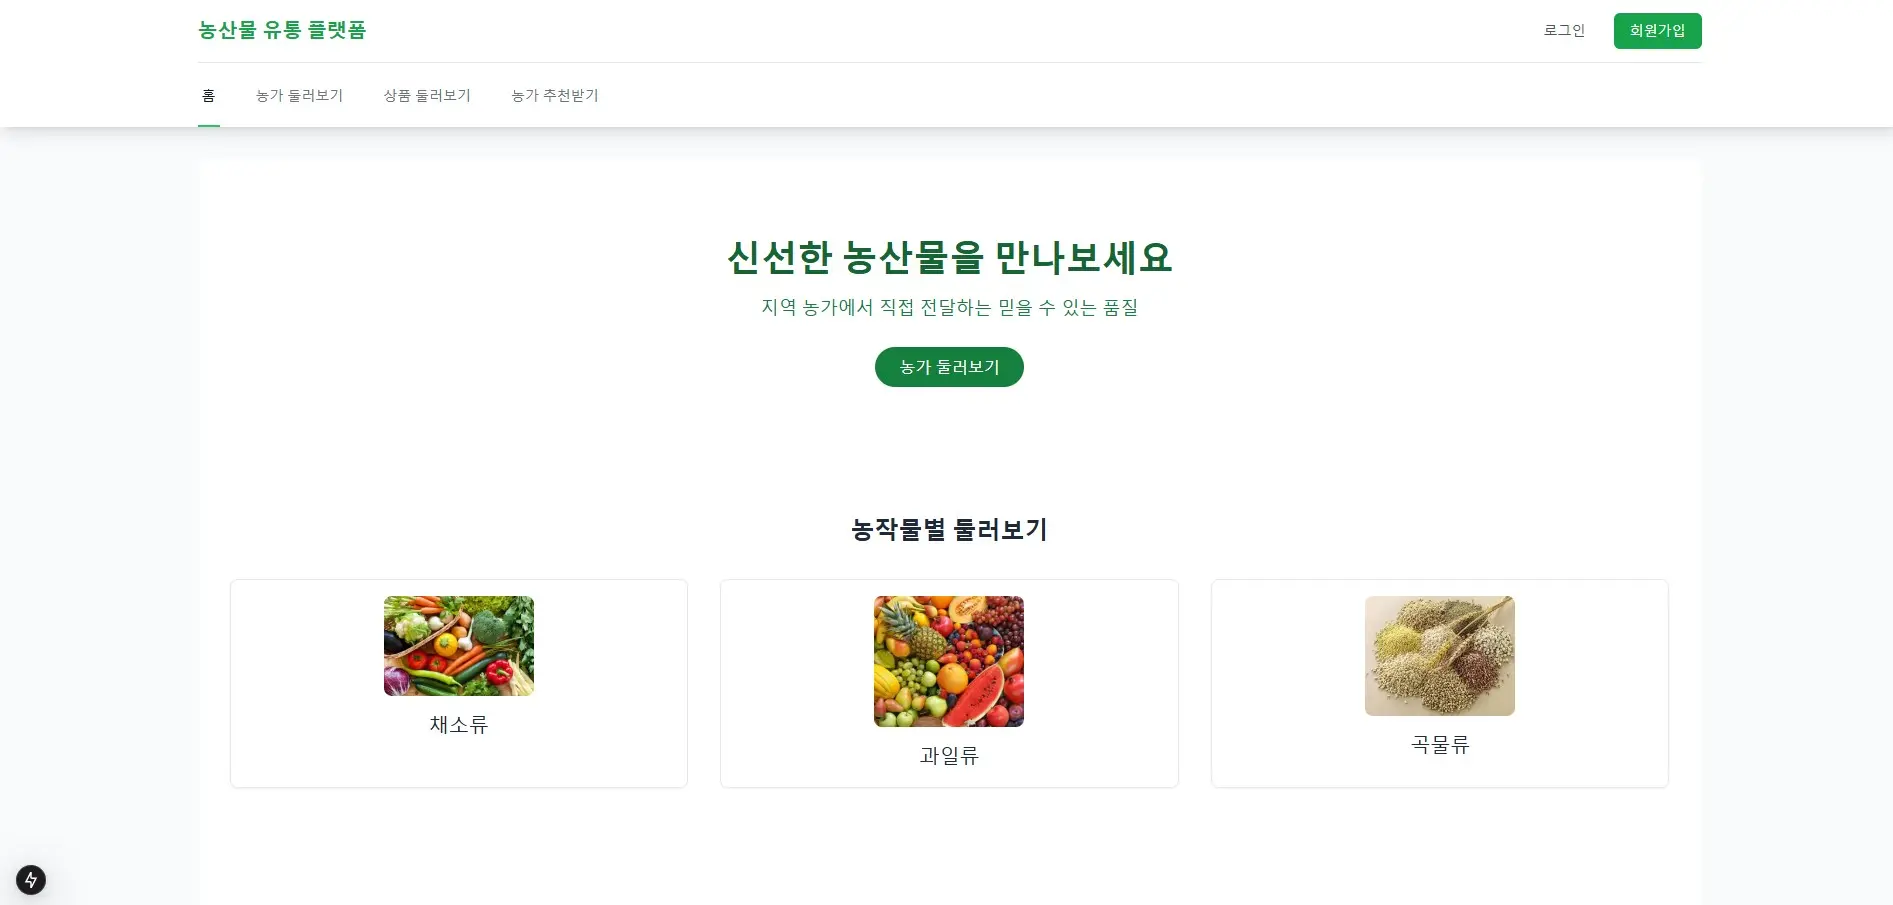 농산물 유통 플랫폼
로그인
회원가입
홈
농가 둘러보기
상품 둘러보기
농가 추천받기
신선한 농산물을 만나보세요
지역 농가에서 직접 전달하는 믿을 수 있는 품질
농가 둘러보기
농작물별 둘러보기
채소류
과일류
곡물류